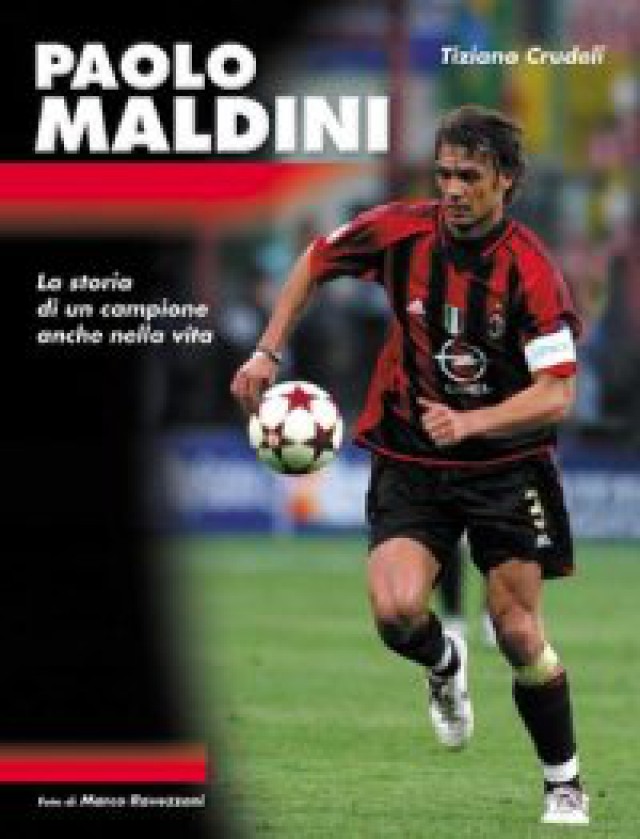 PAOLO
MALDINI
Tiziano Crudeli
La storia
di un campione
anche nella vita
Foto di Marco Ravezzani